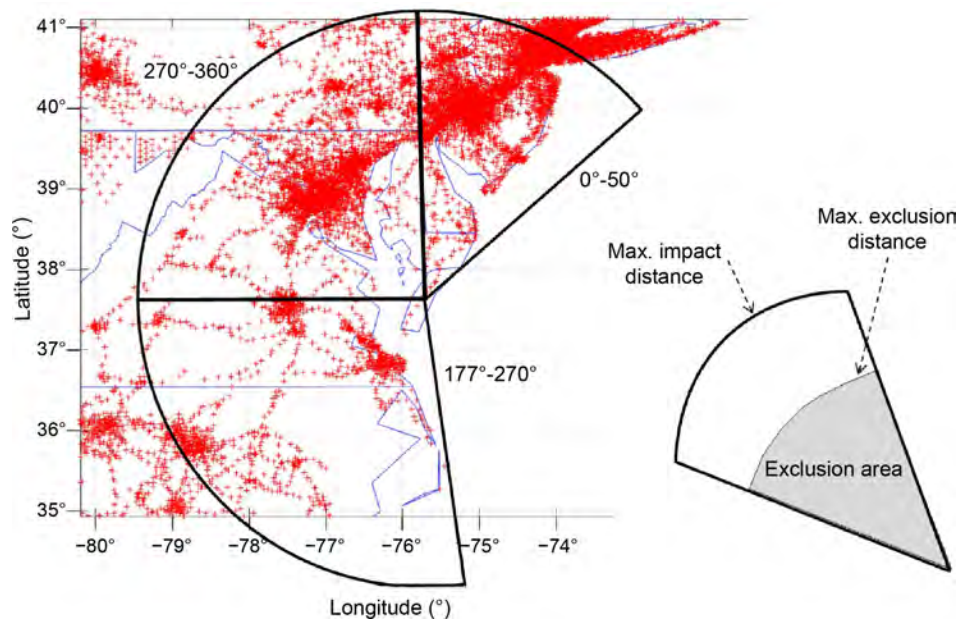 41°
270°-360°
40°
0°-50°
39°
Max. exclusion
distance
Max. impact
distance
Latitude (°)
38°
37°
177°-270°
36°
Exclusion area
35°
−80° −79° −78° −77° −76° −75° −74°
Longitude (°)